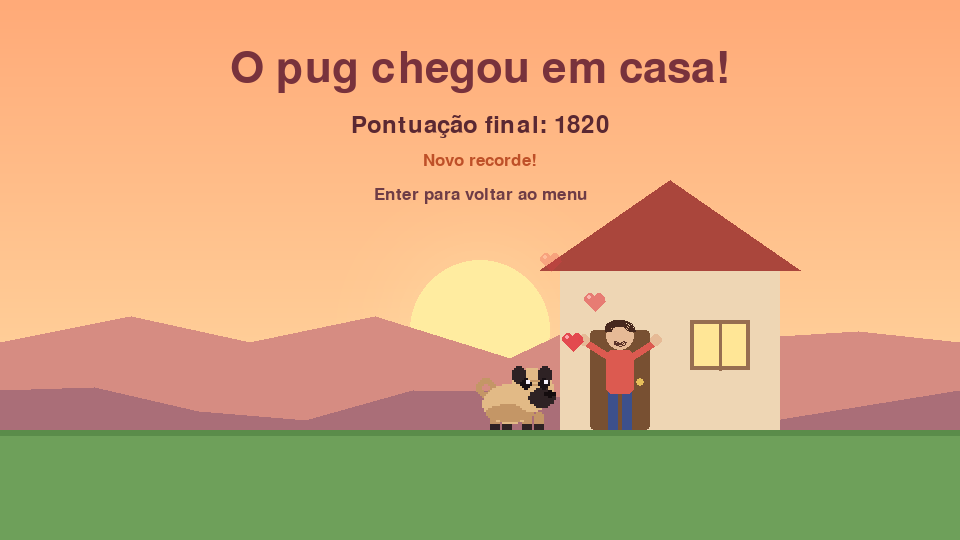 O pug chegou em casa!
Pontuação final: 1820
Novo recorde!
Enter para voltar ao menu